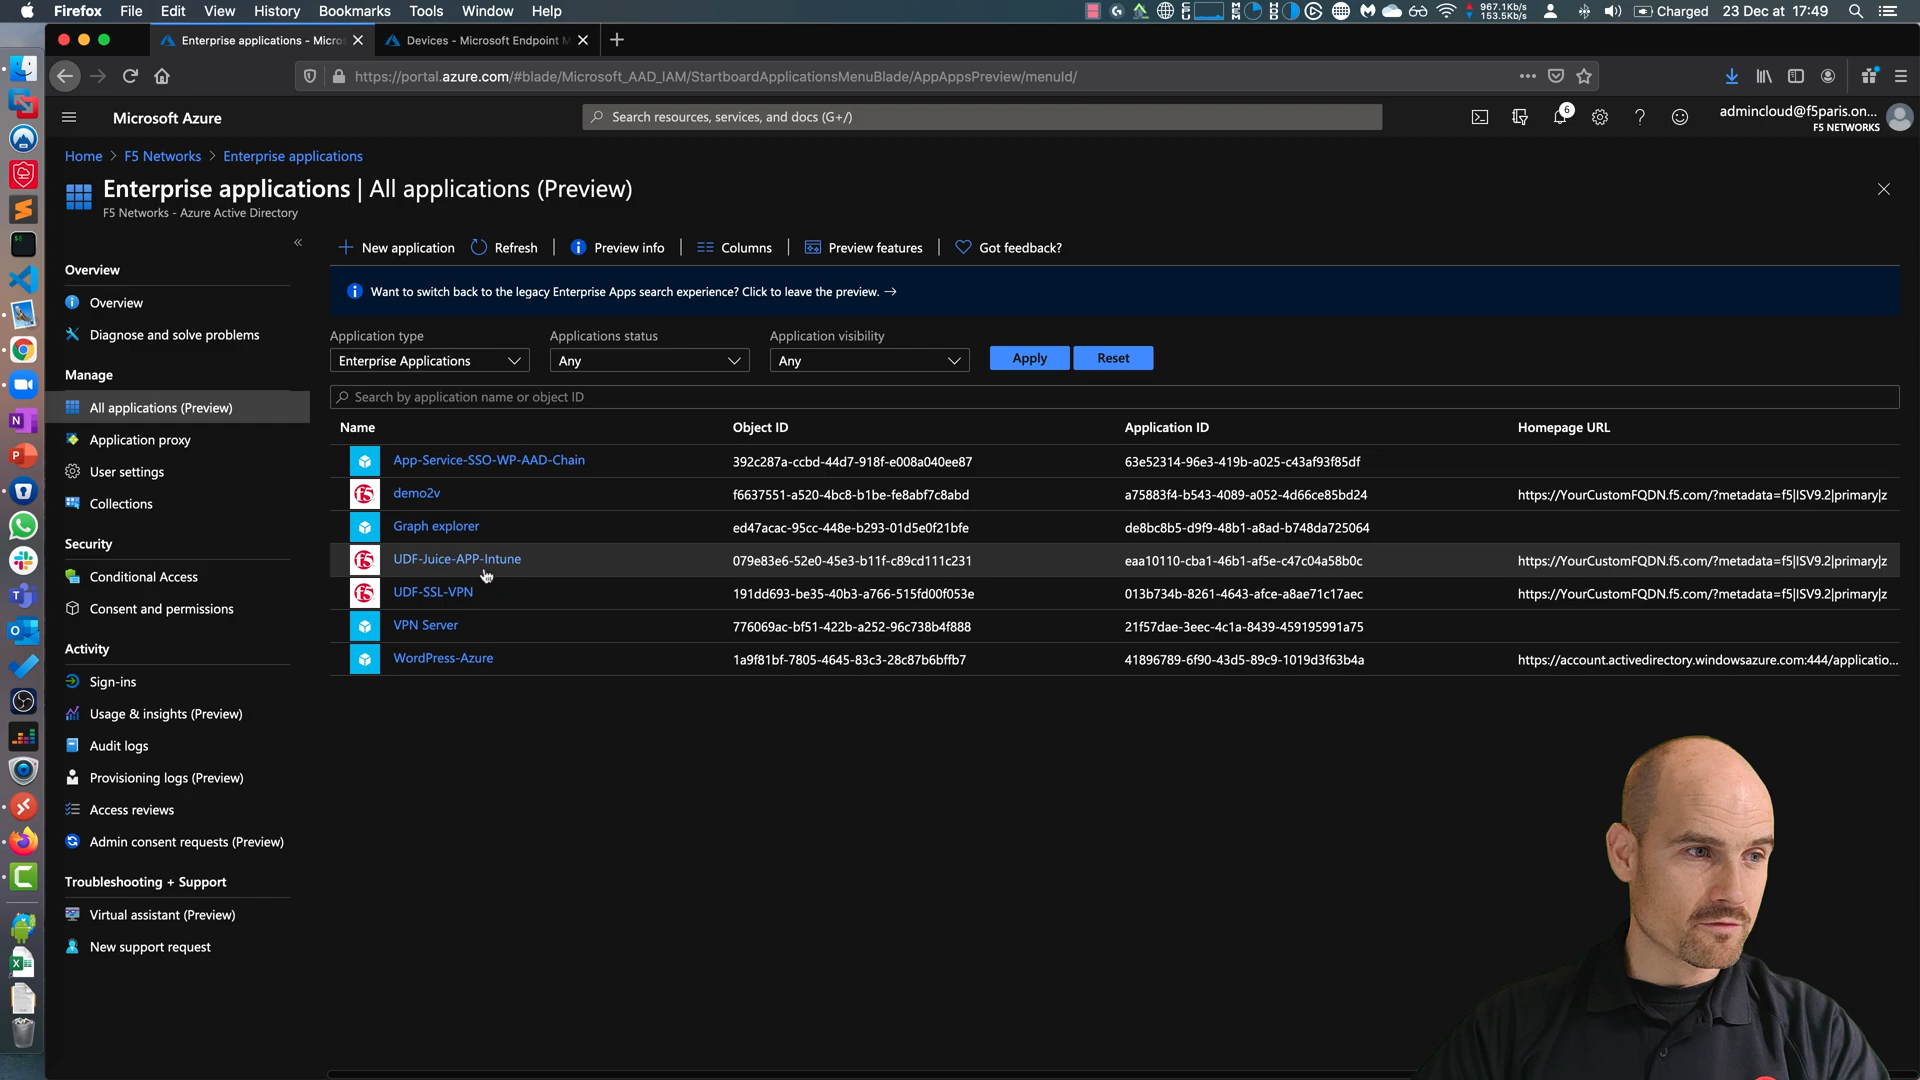 Firefox File Edit View History Bookmarks Tools Window Help
967.1Kb/s
153.5Kb/s
Charged 23 Dec at 17:49
Enterprise applications - Micros
Devices - Microsoft Endpoint M
https://portal.azure.com/#blade/Microsoft_AAD_IAM/StartboardApplicationsMenuBlade/AppAppsPreview/menuId/
Microsoft Azure
Search resources, services, and docs (G+/)
6
admincloud@f5paris.on...
F5 NETWORKS
Home > F5 Networks > Enterprise applications
Enterprise applications | All applications (Preview)
F5 Networks - Azure Active Directory
New application Refresh Preview info Columns Preview features Got feedback?
Want to switch back to the legacy Enterprise Apps search experience? Click to leave the preview. →
Application type Applications status Application visibility
Enterprise Applications Any Any Apply Reset
Search by application name or object ID
Name Object ID Application ID Homepage URL
App-Service-SSO-WP-AAD-Chain 392c287a-ccbd-44d7-918f-e008a040ee87 63e52314-96e3-419b-a025-c43af93f85df
demo2v f6637551-a520-4bc8-b1be-fe8abf7c8abd a75883f4-b543-4089-a052-4d66ce85bd24 https://YourCustomFQDN.f5.com/?metadata=f5|ISV9.2|primary|z
Graph explorer ed47acac-95cc-448e-b293-01d5e0f21bfe de8bc8b5-d9f9-48b1-a8ad-b748da725064
UDF-Juice-APP-Intune 079e83e6-52e0-45e3-b11f-c89cd111c231 eaa10110-cba1-46b1-af5e-c47c04a58b0c https://YourCustomFQDN.f5.com/?metadata=f5|ISV9.2|primary|z
UDF-SSL-VPN 191dd693-be35-40b3-a766-515fd00f053e 013b734b-8261-4643-afce-a8ae71c17aec https://YourCustomFQDN.f5.com/?metadata=f5|ISV9.2|primary|z
VPN Server 776069ac-bf51-422b-a252-96c738b4f888 21f57dae-3eec-4c1a-8439-459195991a75
WordPress-Azure 1a9f81bf-7805-4645-83c3-28c87b6bffb7 41896789-6f90-43d5-89c9-1019d3f63b4a https://account.activedirectory.windowsazure.com:444/applicatio...
Overview
Overview
Diagnose and solve problems
Manage
All applications (Preview)
Application proxy
User settings
Collections
Security
Conditional Access
Consent and permissions
Activity
Sign-ins
Usage & insights (Preview)
Audit logs
Provisioning logs (Preview)
Access reviews
Admin consent requests (Preview)
Troubleshooting + Support
Virtual assistant (Preview)
New support request